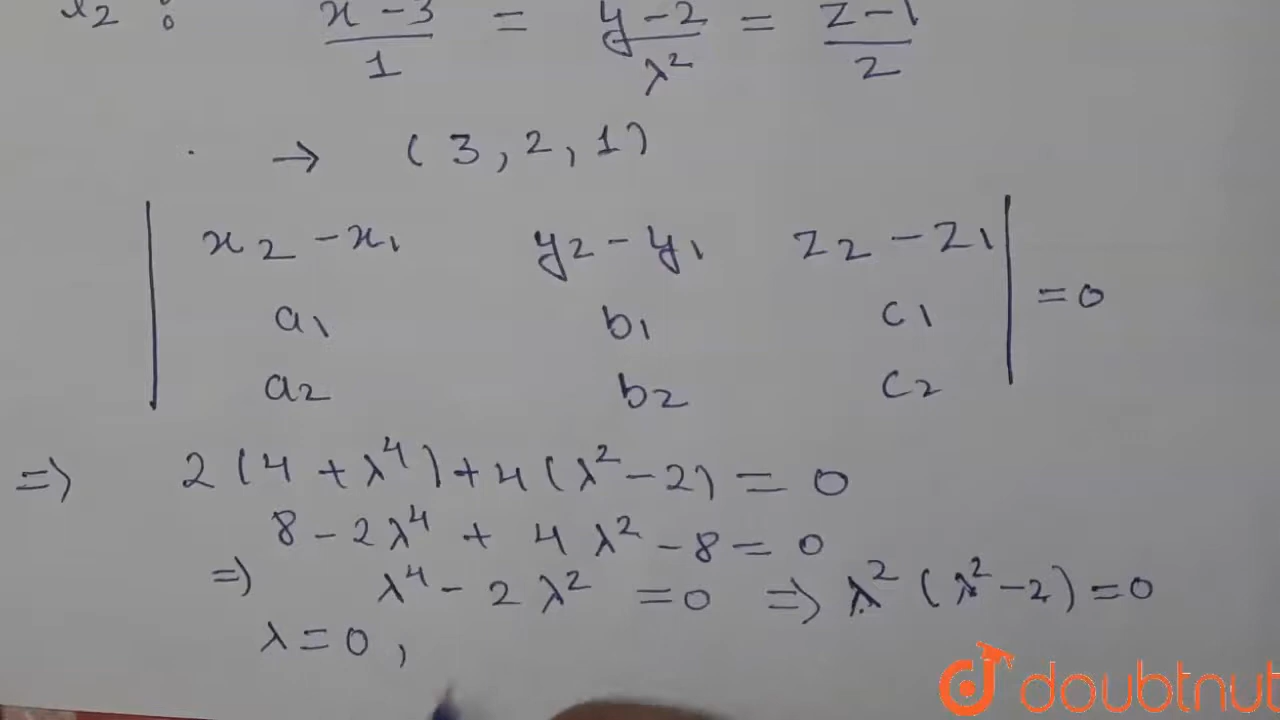 x - 3 / 1 = y - 2 / λ² = z - 1 / 2
→ (3, 2, 1)
| x₂ - x₁ y₂ - y₁ z₂ - z₁ |
a₁ b₁ c₁ = 0
a₂ b₂ c₂
⇒ 2(4 + λ⁴) + 4(λ² - 2) = 0
8 - 2λ⁴ + 4λ² - 8 = 0
⇒ λ⁴ - 2λ² = 0 ⇒ λ²(λ² - 2) = 0
λ = 0,
doubtnut